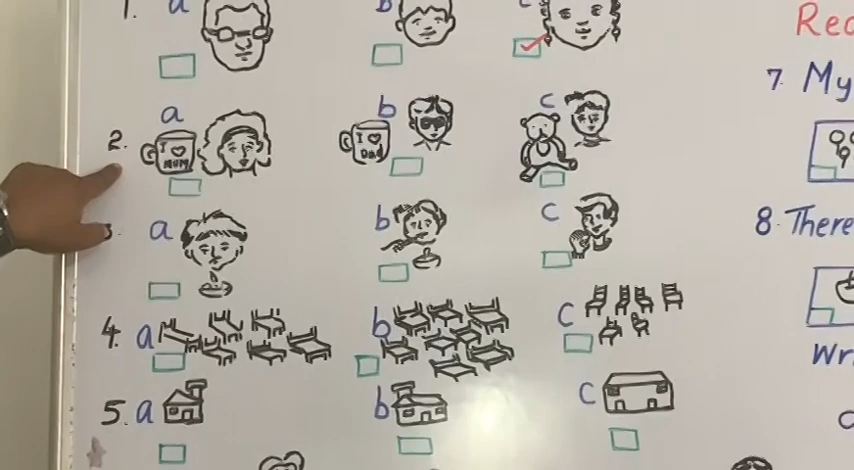 1. a b c
Rea
2. a b c
I ♡ MUM
I ♡ Dad
7. My
3. a b c
8. There
4. a b c
Wr
5. a b c